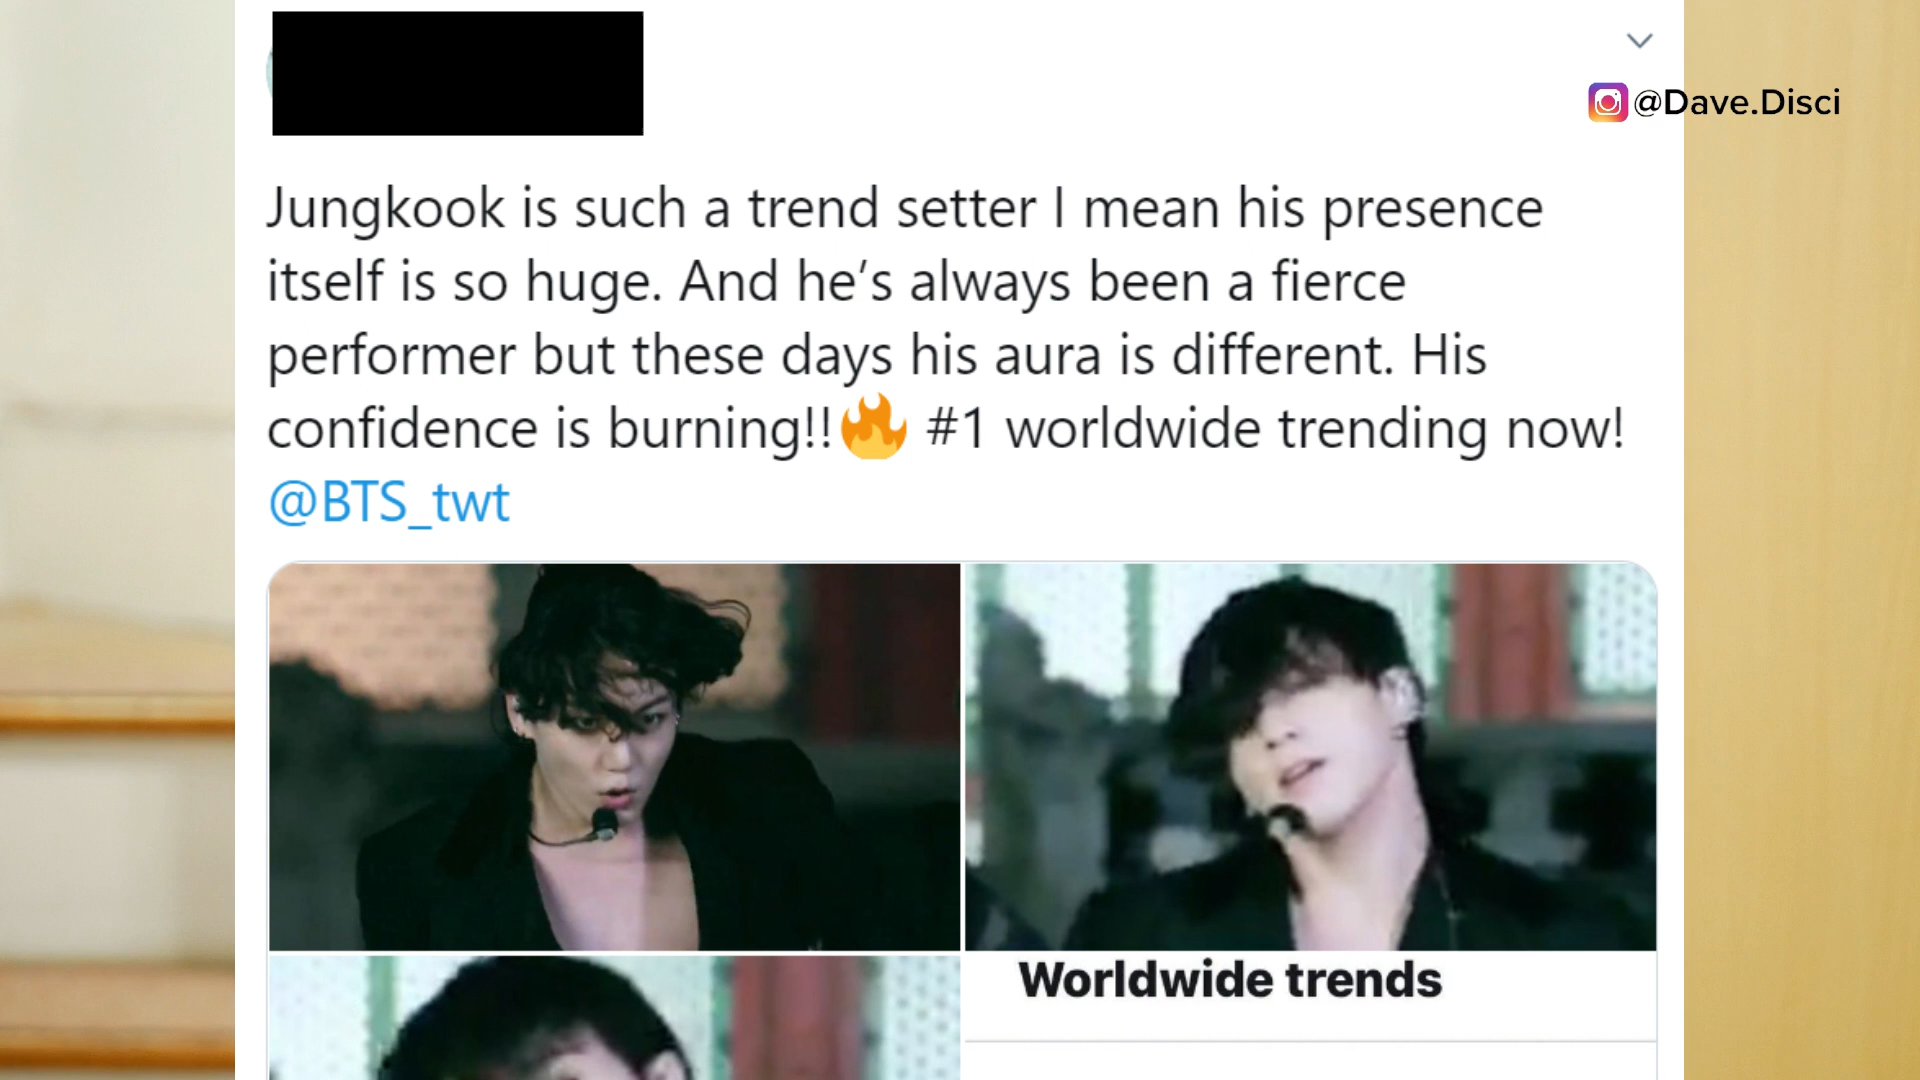 @Dave.Disci
Jungkook is such a trend setter I mean his presence
itself is so huge. And he’s always been a fierce
performer but these days his aura is different. His
confidence is burning!!🔥 #1 worldwide trending now!
@BTS_twt
Worldwide trends